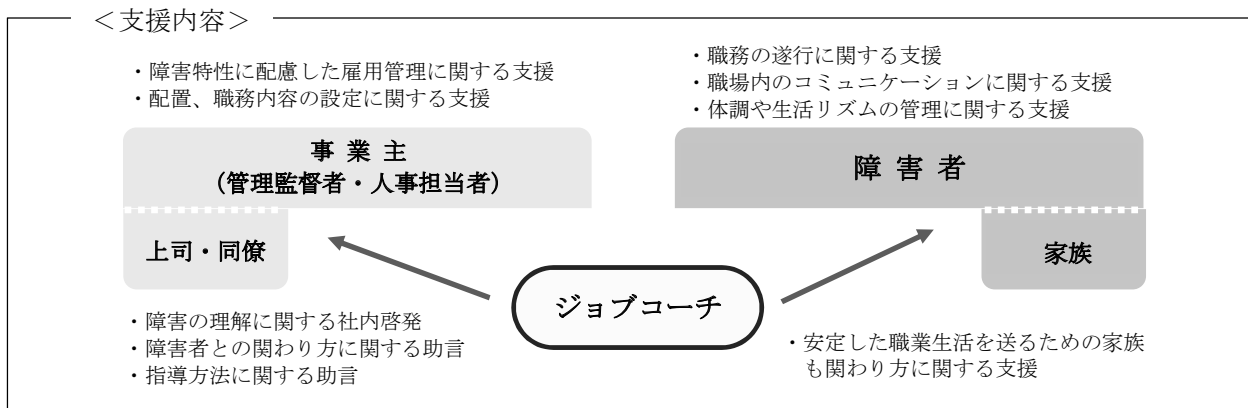 ＜支援内容＞
・障害特性に配慮した雇用管理に関する支援
・配置、職務内容の設定に関する支援
事 業 主
（管理監督者・人事担当者）
上司・同僚
・障害の理解に関する社内啓発
・障害者との関わり方に関する助言
・指導方法に関する助言
ジョブコーチ
・職務の遂行に関する支援
・職場内のコミュニケーションに関する支援
・体調や生活リズムの管理に関する支援
障 害 者
家族
・安定した職業生活を送るための家族
も関わり方に関する支援